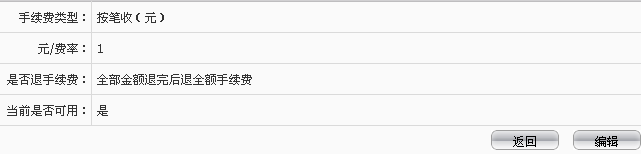 手续费类型： 按笔收（元）
元/费率： 1
是否退手续费： 全部金额退完后退全额手续费
当前是否可用： 是
返回 编辑